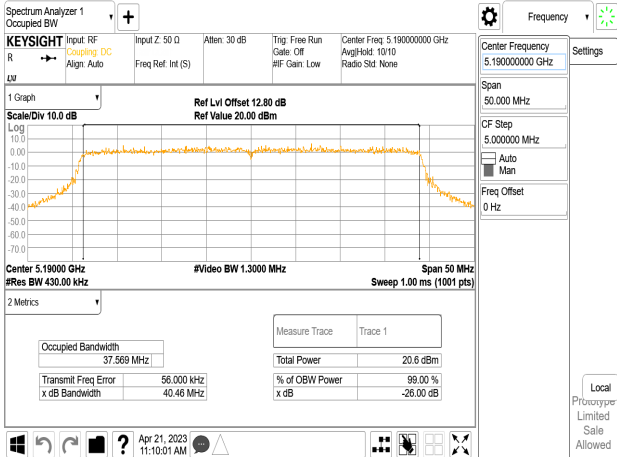 Spectrum Analyzer 1
Occupied BW
Frequency
KEYSIGHT
R
Input: RF
Coupling: DC
Align: Auto
Input Z: 50 Ω
Freq Ref: Int (S)
Atten: 30 dB
Trig: Free Run
Gate: Off
#IF Gain: Low
Center Freq: 5.190000000 GHz
Avg|Hold: 10/10
Radio Std: None
1 Graph
Scale/Div 10.0 dB
Ref Lvl Offset 12.80 dB
Ref Value 20.00 dBm
Log
10.0
0.00
-10.0
-20.0
-30.0
-40.0
-50.0
-60.0
-70.0
Center 5.19000 GHz
#Res BW 430.00 kHz
#Video BW 1.3000 MHz
Span 50 MHz
Sweep 1.00 ms (1001 pts)
2 Metrics
Measure Trace Trace 1
Occupied Bandwidth
37.569 MHz
Total Power 20.6 dBm
Transmit Freq Error 56.000 kHz
x dB Bandwidth 40.46 MHz
% of OBW Power 99.00 %
x dB -26.00 dB
Apr 21, 2023
11:10:01 AM
Center Frequency
5.190000000 GHz
Span
50.000 MHz
CF Step
5.000000 MHz
Auto
Man
Freq Offset
0 Hz
Settings
Local
Prototype
Limited
Sale
Allowed